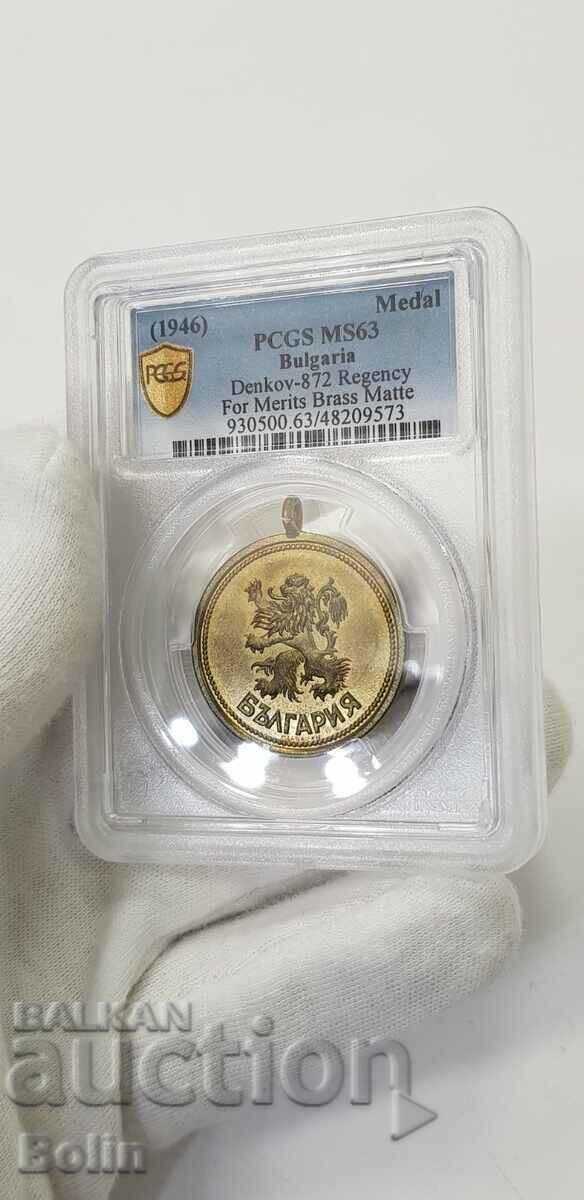 (1946)
Medal
PCGS MS63
Bulgaria
Denkov-872 Regency
For Merits Brass Matte
930500.63/48209573
PCGS
БЪЛГАРИЯ
BALKAN
auction
Bolin